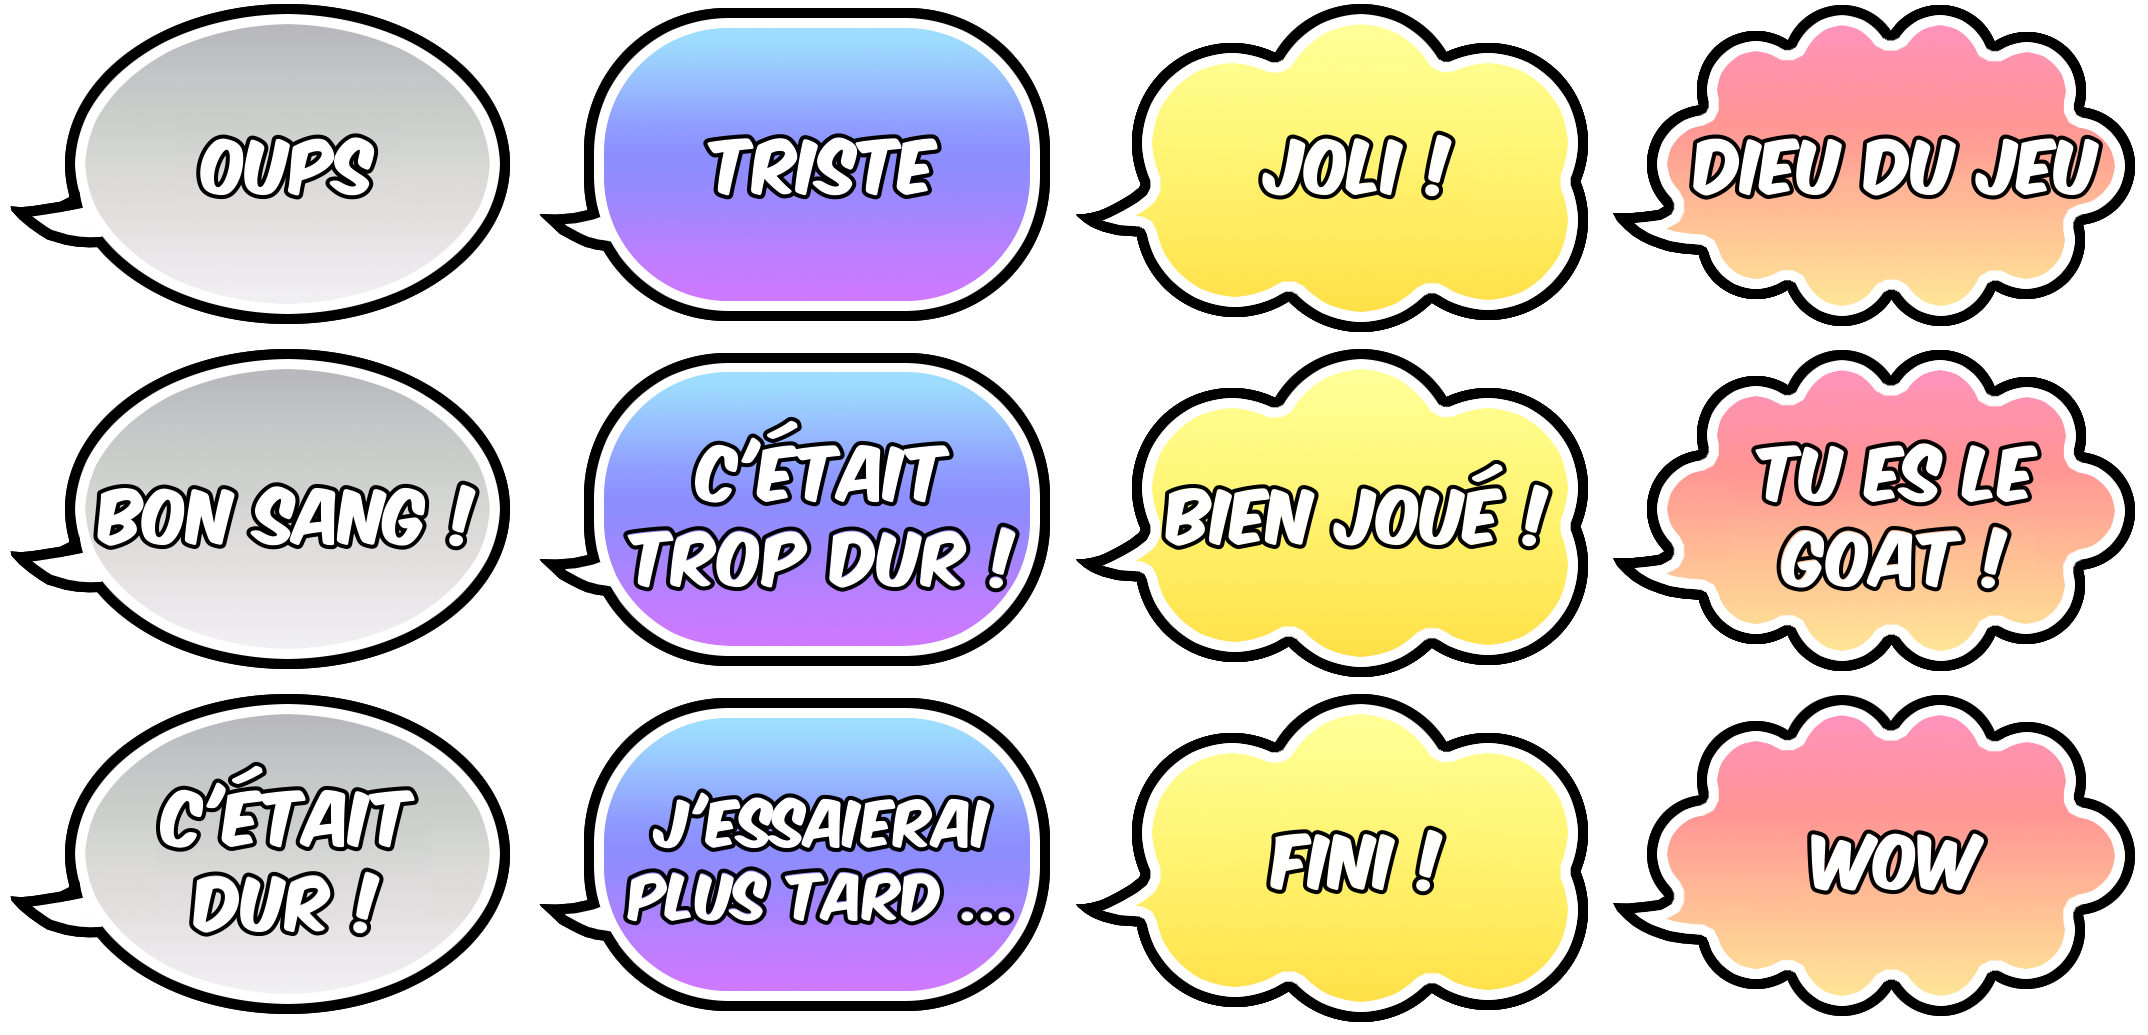 OUPS
TRISTE
JOLI !
DIEU DU JEU
BON SANG !
C'ÉTAIT
TROP DUR !
BIEN JOUÉ !
TU ES LE
GOAT !
C'ÉTAIT
DUR !
J'ESSAIERAI
PLUS TARD ...
FINI !
WOW